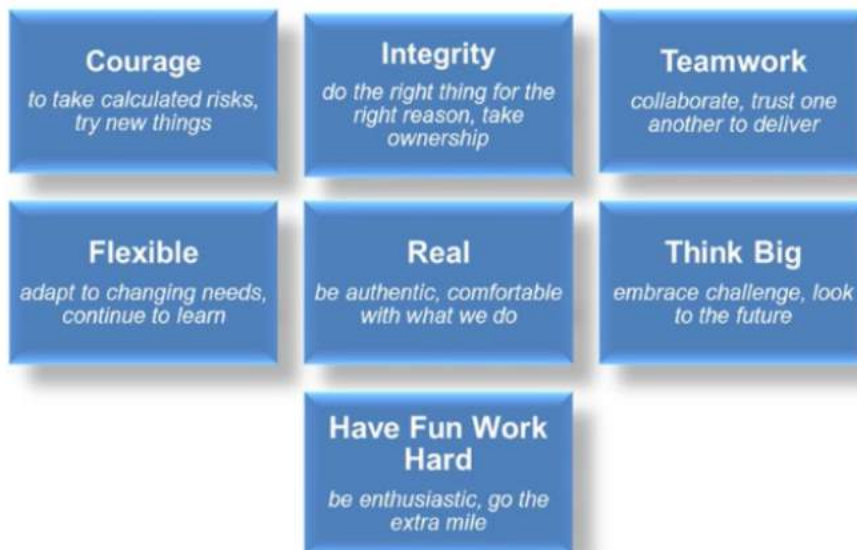 Courage
to take calculated risks,
try new things
Integrity
do the right thing for the
right reason, take
ownership
Teamwork
collaborate, trust one
another to deliver
Flexible
adapt to changing needs,
continue to learn
Real
be authentic, comfortable
with what we do
Think Big
embrace challenge, look
to the future
Have Fun Work
Hard
be enthusiastic, go the
extra mile